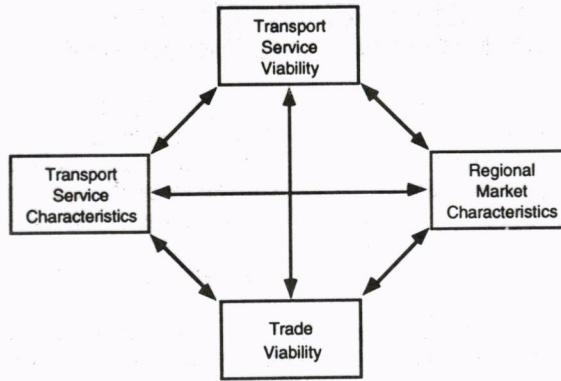 Transport
Service
Viability
Transport
Service
Characteristics
Regional
Market
Characteristics
Trade
Viability